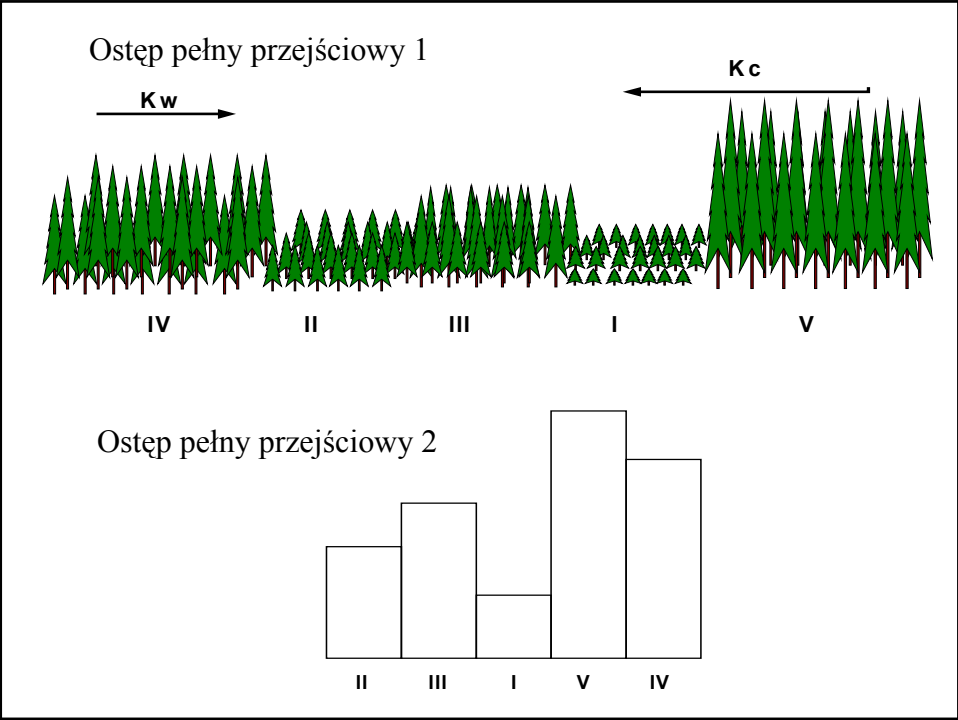 Ostęp pełny przejściowy 1
Kw
Kc
IV II III I V
Ostęp pełny przejściowy 2
II III I V IV